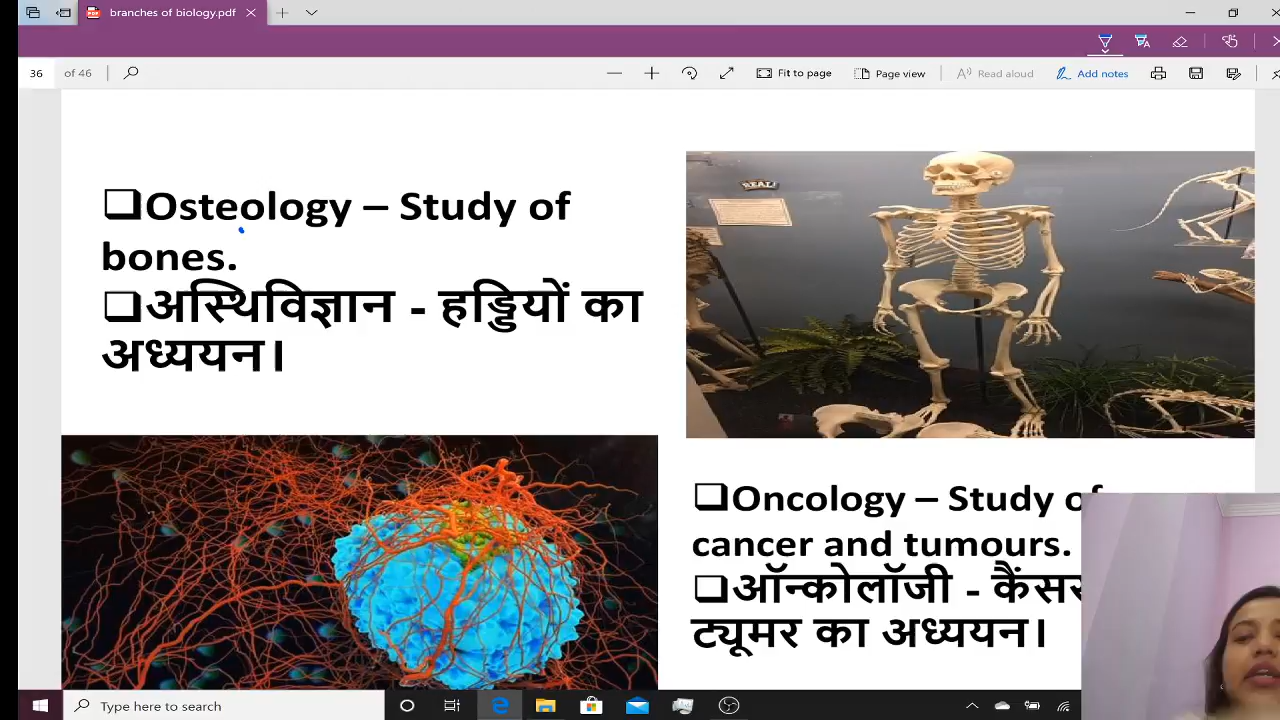 branches of biology.pdf
36 of 46
Fit to page
Page view
Read aloud
Add notes
Osteology – Study of
bones.
अस्थिविज्ञान - हड्डियों का
अध्ययन।
REAL!
Oncology – Study of
cancer and tumours.
ऑन्कोलॉजी - कैंसर
ट्यूमर का अध्ययन।
Type here to search